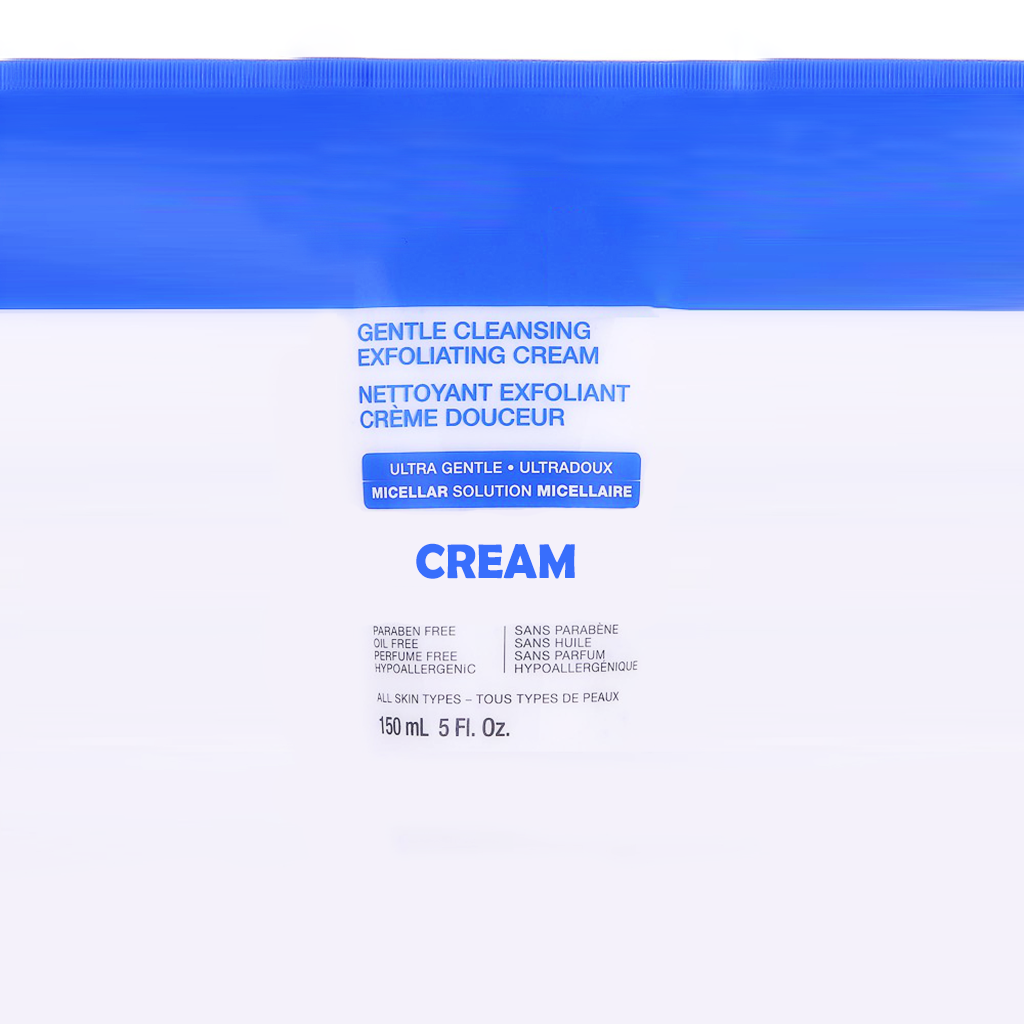 GENTLE CLEANSING
EXFOLIATING CREAM
NETTOYANT EXFOLIANT
CRÈME DOUCEUR
ULTRA GENTLE • ULTRADOUX
MICELLAR SOLUTION MICELLAIRE
CREAM
PARABEN FREE
OIL FREE
PERFUME FREE
HYPOALLERGENIC
SANS PARABÈNE
SANS HUILE
SANS PARFUM
HYPOALLERGÉNIQUE
ALL SKIN TYPES – TOUS TYPES DE PEAUX
150 mL 5 Fl. Oz.